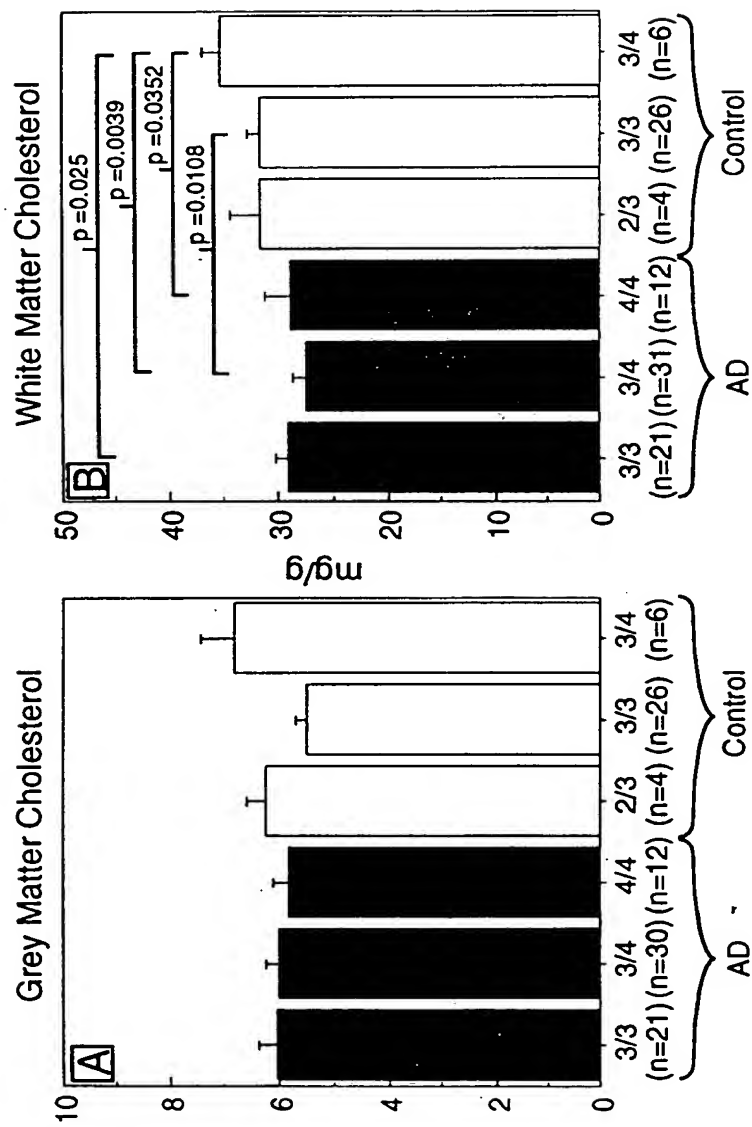 Grey Matter Cholesterol
A
10
8
6
4
2
0
3/3 3/4 4/4 2/3 3/3 3/4
(n=21) (n=30) (n=12) (n=4) (n=26) (n=6)
AD Control
White Matter Cholesterol
B
mg/g
50
40
30
20
10
0
p =0.025
p =0.0039
p =0.0352
p =0.0108
3/3 3/4 4/4 2/3 3/3 3/4
(n=21) (n=31) (n=12) (n=4) (n=26) (n=6)
AD Control